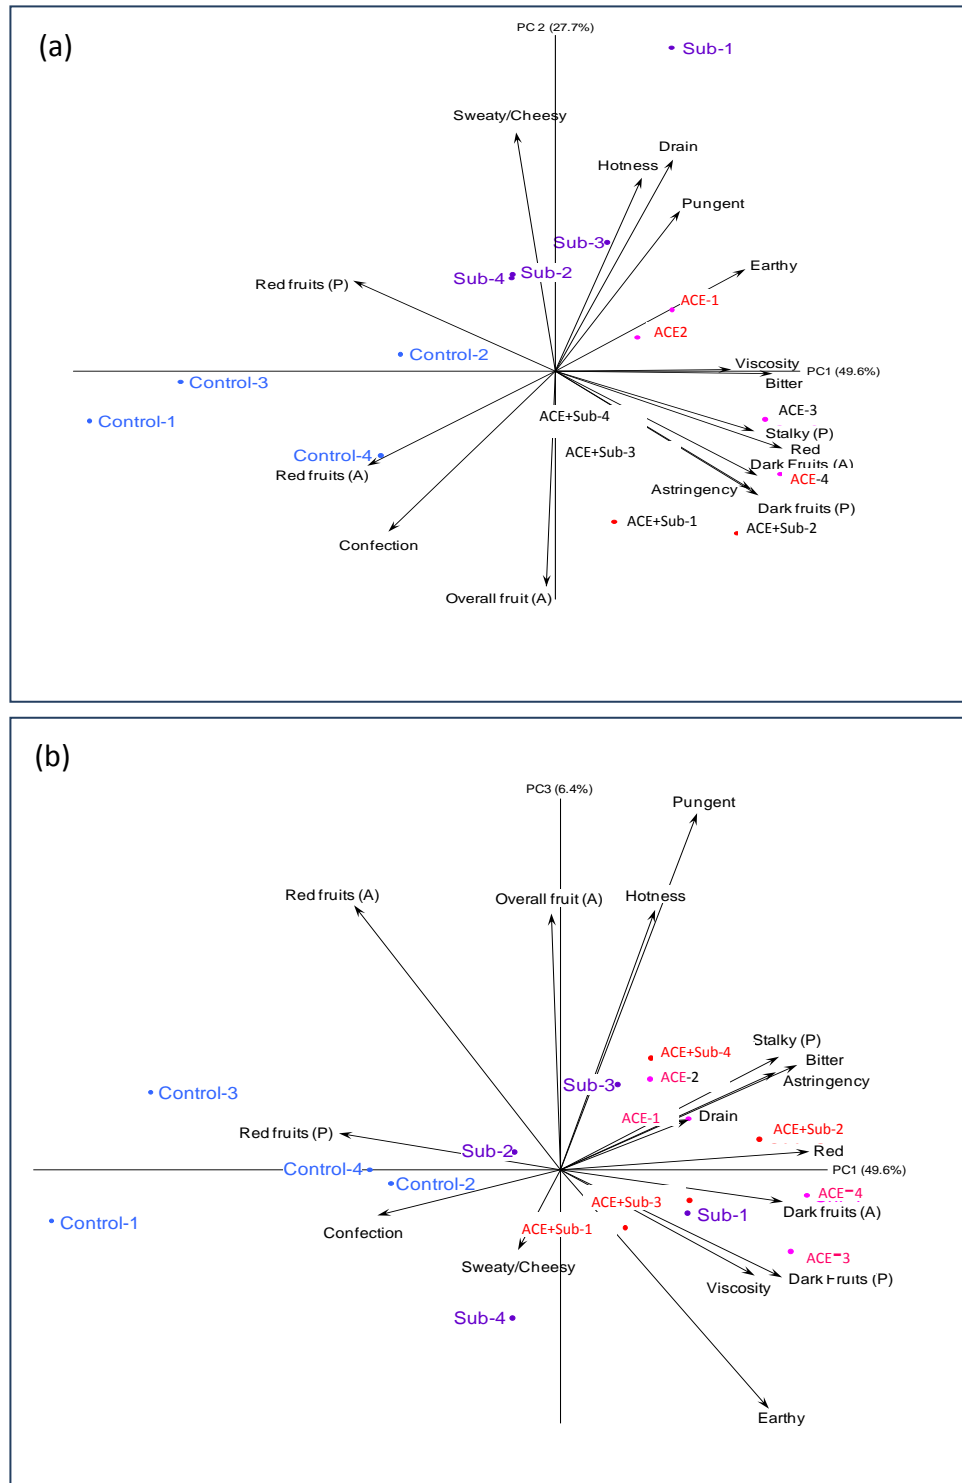 (a)
PC 2 (27.7%)
Sub-1
Sweaty/Cheesy
Drain
Hotness
Pungent
Sub-3
Earthy
Sub-2
Sub-4
Red fruits (P)
ACE-1
ACE2
Control-2
Viscosity
PC1 (49.6%)
Control-3
Bitter
ACE+Sub-4
ACE-3
Control-1
Stalky (P)
ACE+Sub-3
Red
Control-4
Dark Fruits (A)
Red fruits (A)
ACE-4
Astringency
Dark fruits (P)
ACE+Sub-1
ACE+Sub-2
Confection
Overall fruit (A)
(b)
PC3 (6.4%)
Pungent
Red fruits (A)
Overall fruit (A)
Hotness
Stalky (P)
ACE+Sub-4
Bitter
ACE-2
Astringency
Sub-3
Control-3
ACE-1
Drain
ACE+Sub-2
Red fruits (P)
Sub-2
Red
Control-4
PC1 (49.6%)
Control-2
ACE-4
ACE+Sub-3
Dark fruits (A)
Sub-1
Control-1
Confection
ACE+Sub-1
ACE-3
Sweaty/Cheesy
Dark Fruits (P)
Viscosity
Sub-4
Earthy